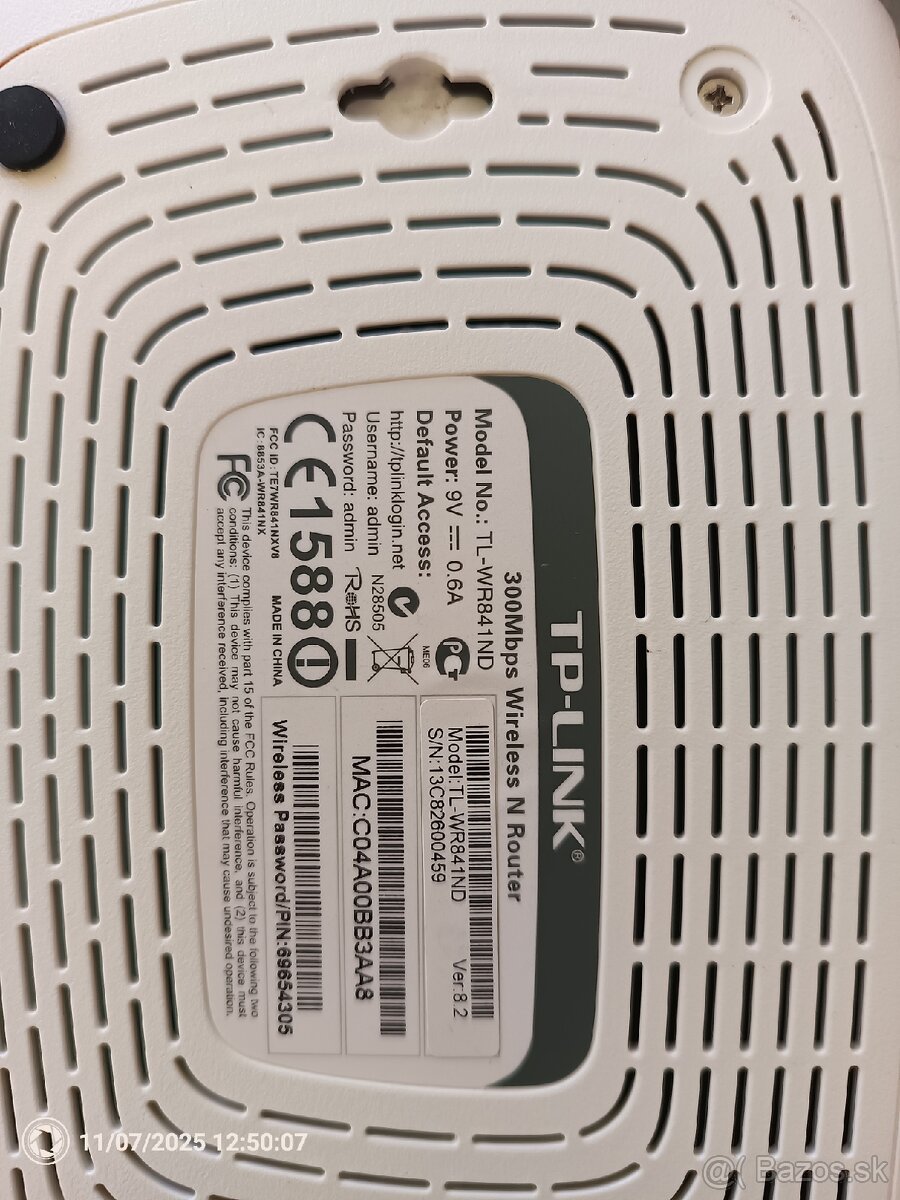 TP-LINK®
300Mbps Wireless N Router
Model No.: TL-WR841ND
Power: 9V ⎓ 0.6A
Default Access:
http://tplinklogin.net
Username: admin
Password: admin
ME06
N28505
RoHS
CE1588
FCC ID: TE7WR841NXV8
IC: 8853A-WR841NX
MADE IN CHINA
Model:TL-WR841ND Ver:8.2
S/N:13C82600459
MAC:C04A00BB3AA8
Wireless Password/PIN:69654305
FC This device complies with part 15 of the FCC Rules. Operation is subject to the following two
conditions: (1) This device may not cause harmful interference, and (2) this device must
accept any interference received, including interference that may cause undesired operation.
11/07/2025 12:50:07
Bazos.sk